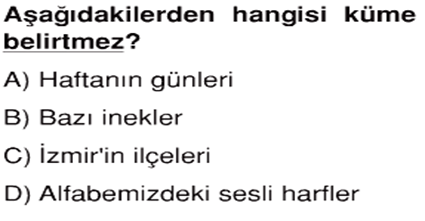 Aşağıdakilerden hangisi küme
belirtmez?
A) Haftanın günleri
B) Bazı inekler
C) İzmir'in ilçeleri
D) Alfabemizdeki sesli harfler